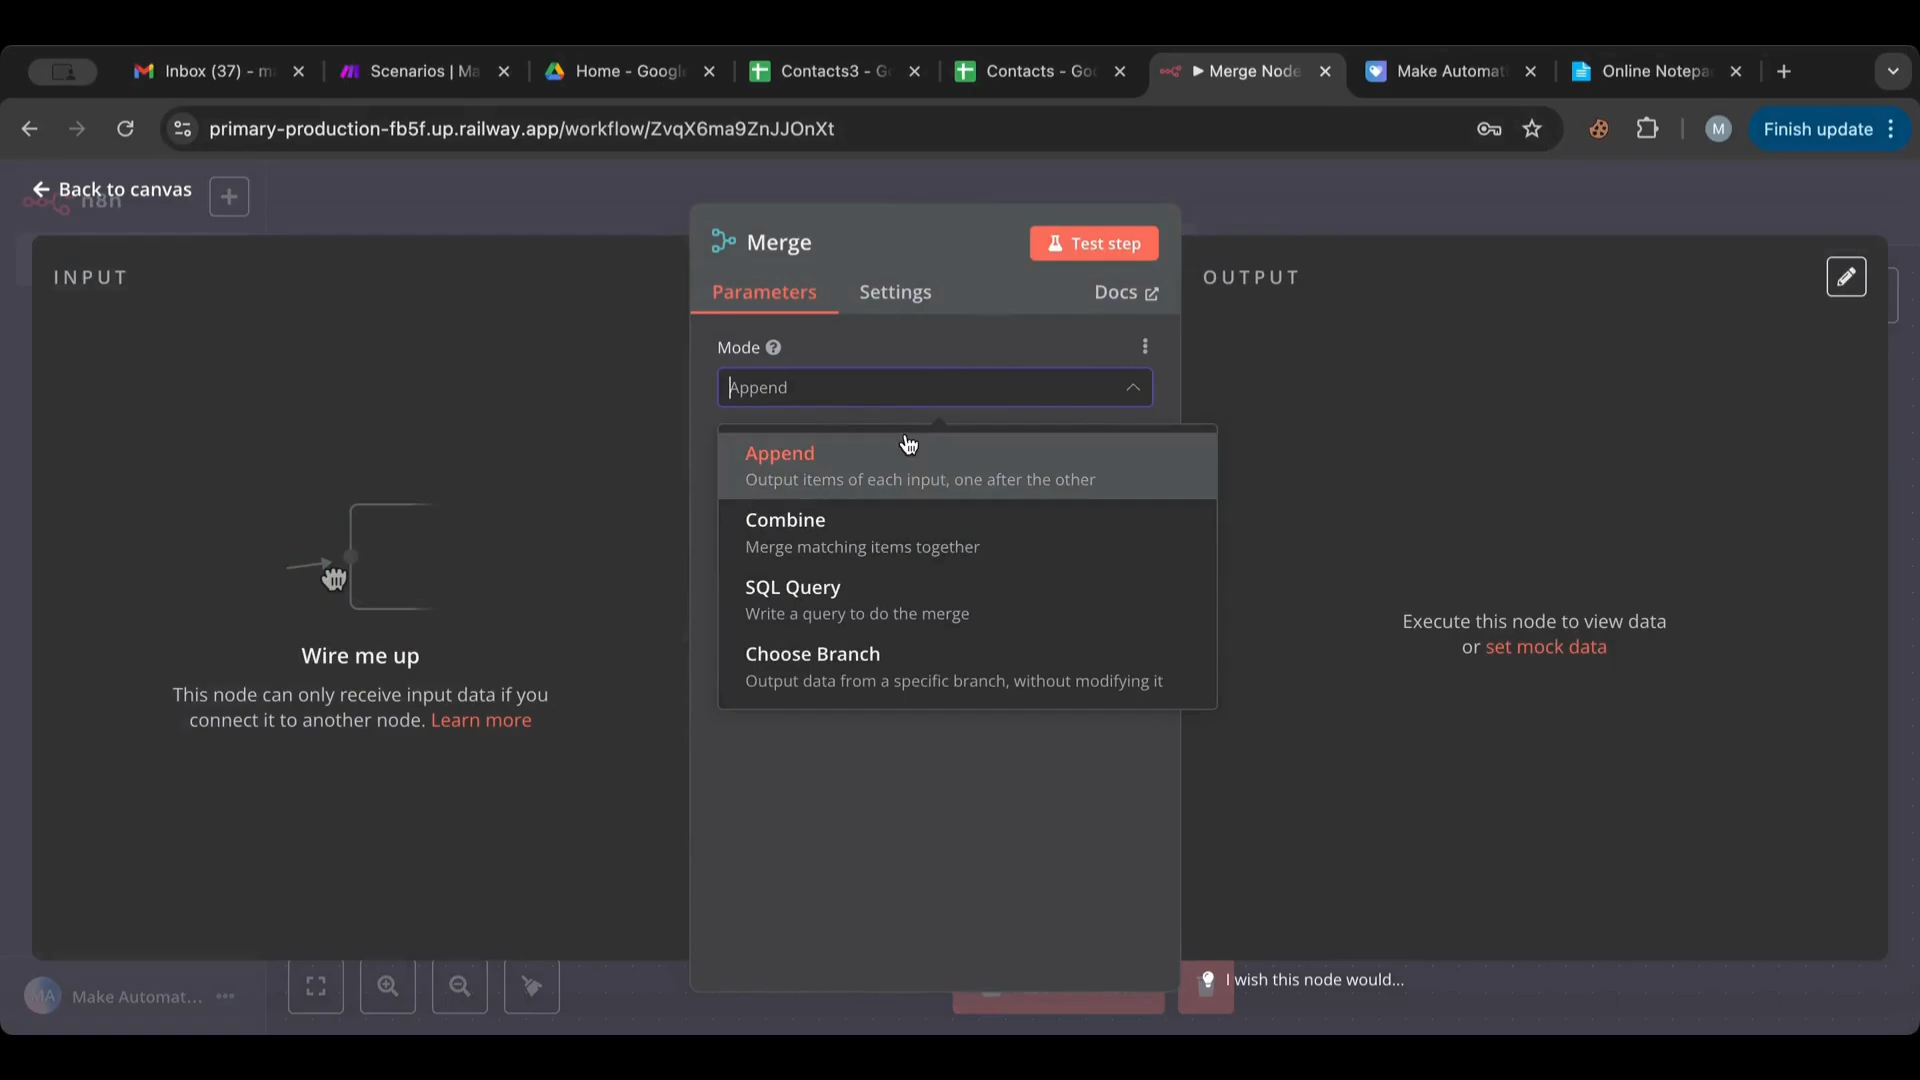 Inbox (37) - m
Scenarios | Ma
Home - Googl
Contacts3 - G
Contacts - Goo
Merge Node
Make Automat
Online Notepa
primary-production-fb5f.up.railway.app/workflow/ZvqX6ma9ZnJJOnXt
M
Finish update
Back to canvas
n8n
Merge
Test step
INPUT
OUTPUT
Parameters
Settings
Docs
Mode
Append
Append
Output items of each input, one after the other
Combine
Merge matching items together
SQL Query
Write a query to do the merge
Choose Branch
Output data from a specific branch, without modifying it
Wire me up
This node can only receive input data if you
connect it to another node. Learn more
Execute this node to view data
or set mock data
MA
Make Automat...
I wish this node would...